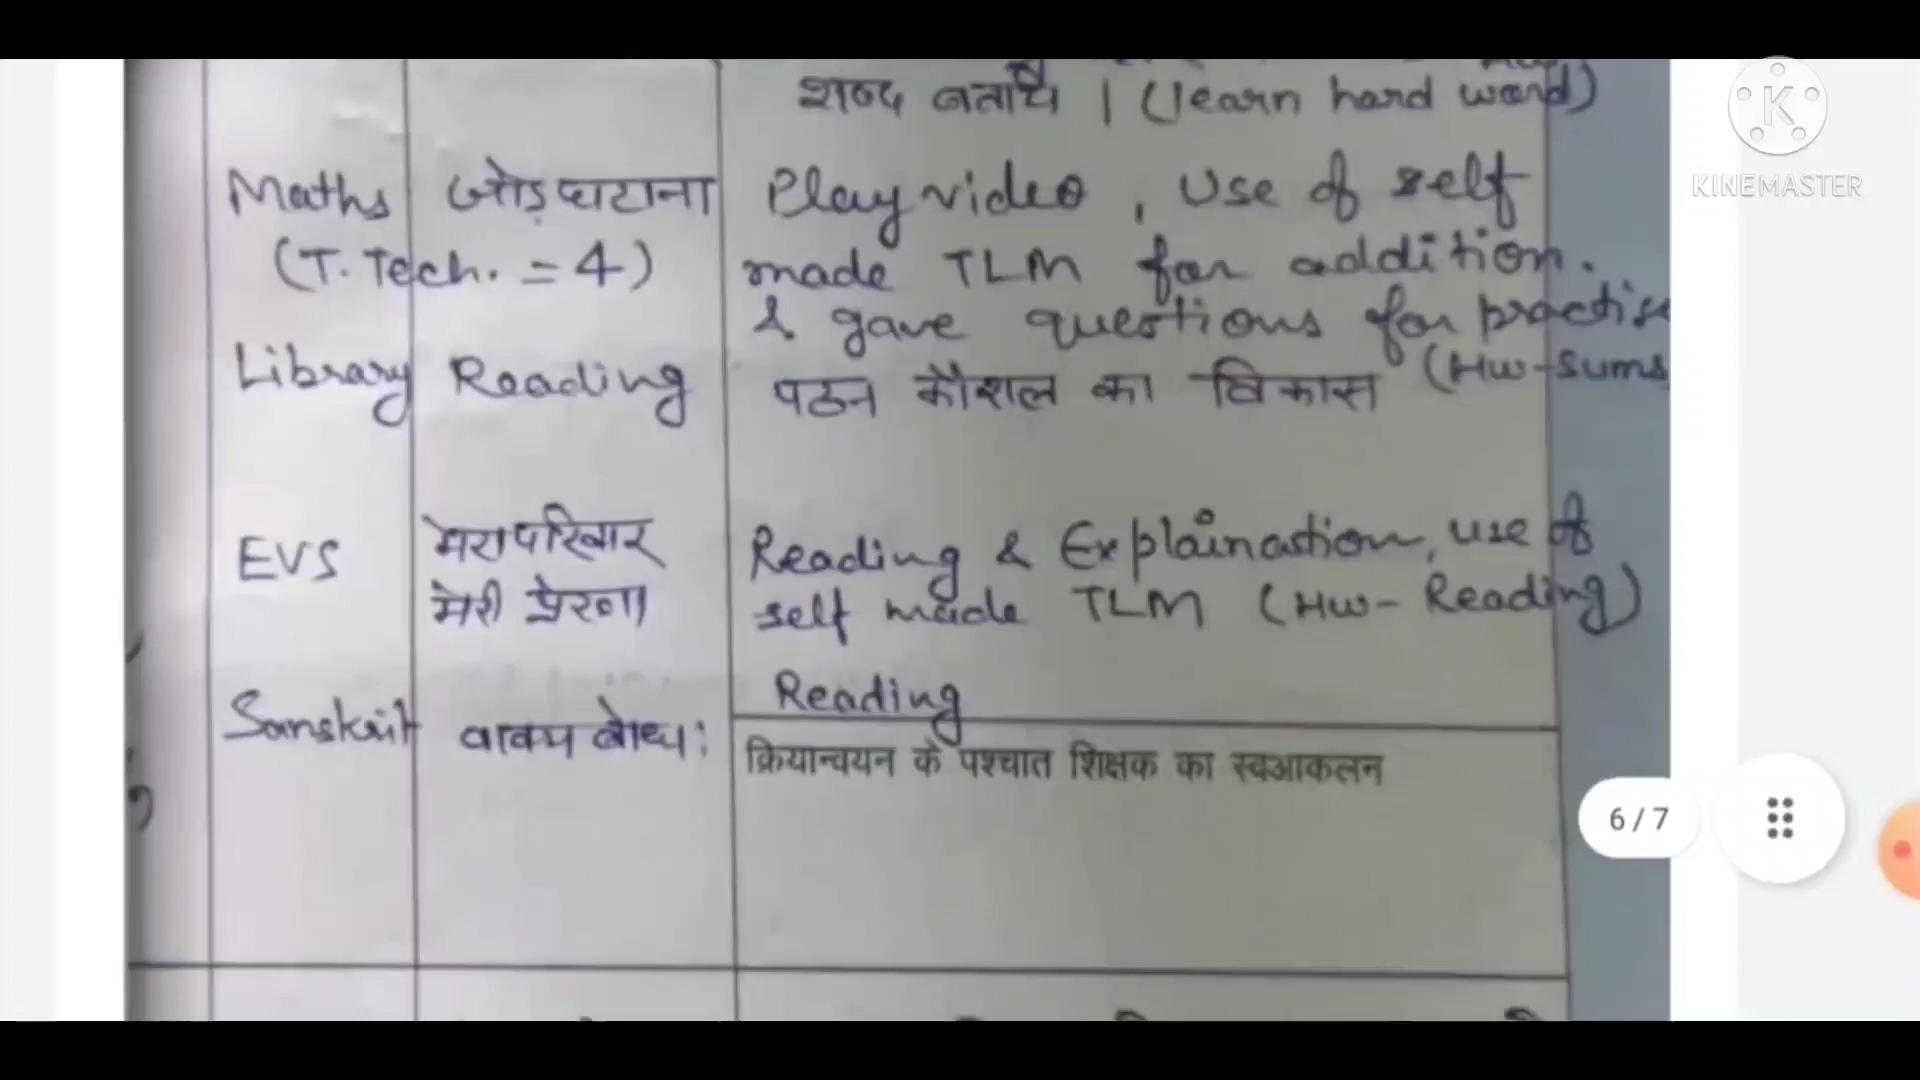 शब्द बताये । (learn hard word)
Maths जोड़ घटाना Play video, Use of self
(T. Tech. = 4) made TLM for addition.
& gave questions for practise
Library Reading पठन कौशल का विकास (HW-sums
EVS मेरा परिवार Reading & Explaination, use of
मेरी प्रेरणा self made TLM (HW- Reading)
Reading
Sanskrit वाक्य बोध:
क्रियान्वयन के पश्चात शिक्षक का स्वआकलन
K
KINEMASTER
6 / 7